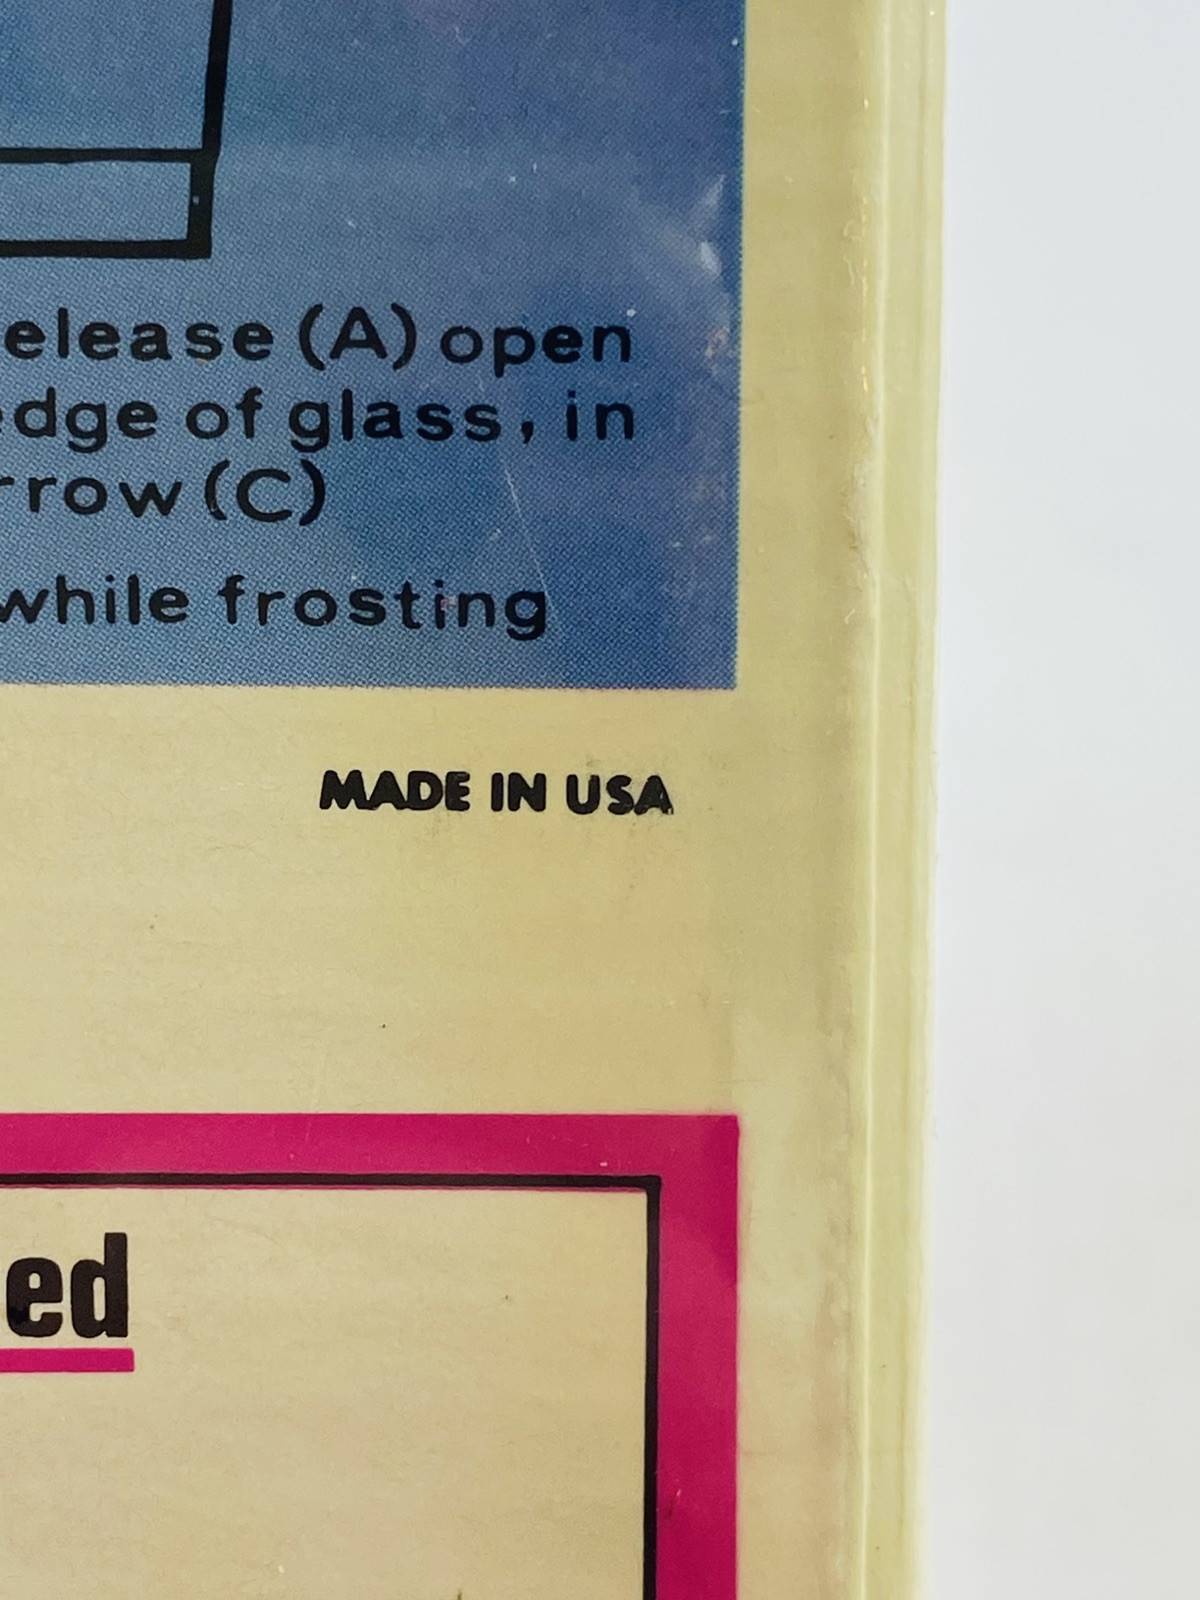 elease (A) open
edge of glass, in
rrow (C)
while frosting
MADE IN USA
ed